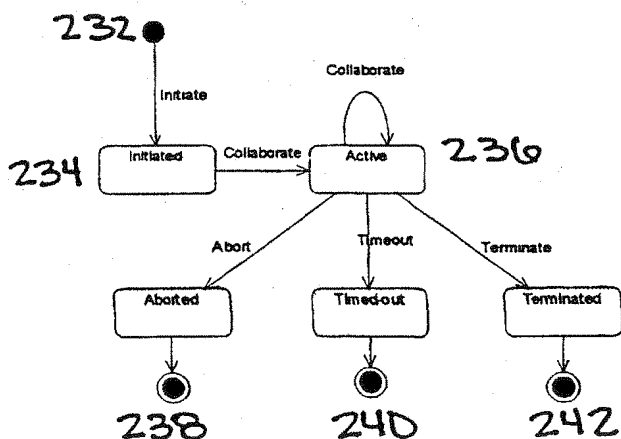 232
Initiate
Collaborate
234
Initiated
Collaborate
Active
236
Abort
Timeout
Terminate
Aborted
Timed-out
Terminated
238
240
242